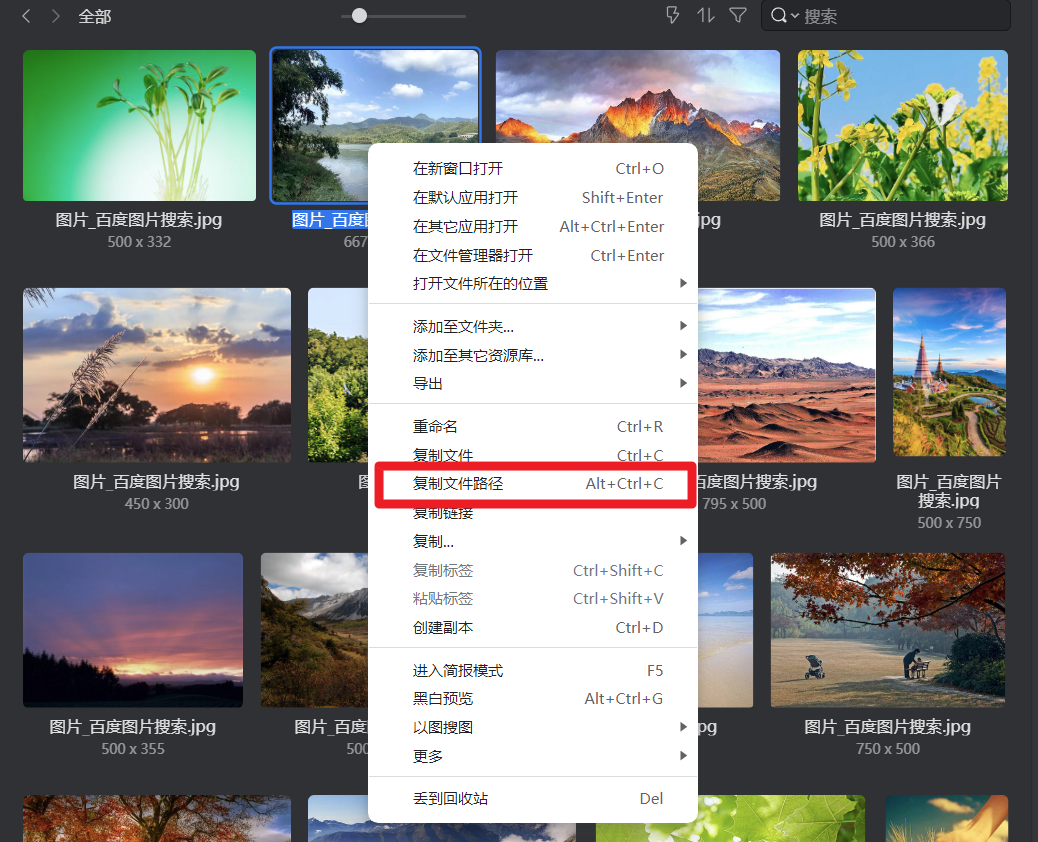 全部
搜索
图片_百度图片搜索.jpg
500 x 332
图片_百度
667
pg
图片_百度图片搜索.jpg
500 x 366
在新窗口打开 Ctrl+O
在默认应用打开 Shift+Enter
在其它应用打开 Alt+Ctrl+Enter
在文件管理器打开 Ctrl+Enter
打开文件所在的位置
添加至文件夹...
添加至其它资源库...
导出
重命名 Ctrl+R
复制文件 Ctrl+C
复制文件路径 Alt+Ctrl+C
复制链接
复制...
复制标签 Ctrl+Shift+C
粘贴标签 Ctrl+Shift+V
创建副本 Ctrl+D
进入简报模式 F5
黑白预览 Alt+Ctrl+G
以图搜图
更多
丢到回收站 Del
图片_百度图片搜索.jpg
450 x 300
百度图片搜索.jpg
795 x 500
图片_百度图片
搜索.jpg
500 x 750
图片_百度图片搜索.jpg
500 x 355
图片_百度
500
pg
图片_百度图片搜索.jpg
750 x 500